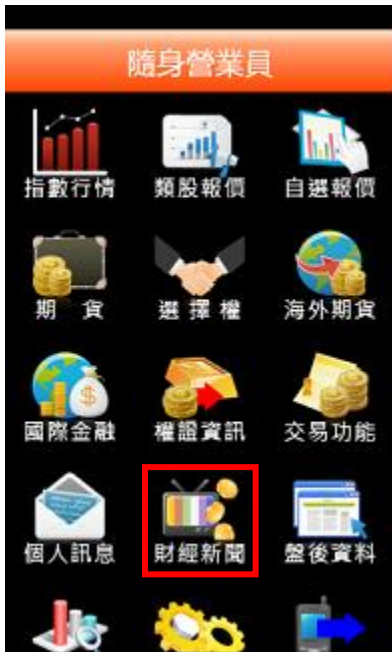 隨身營業員
指數行情 類股報價 自選報價
期 貨 選 擇 權 海外期貨
國際金融 權證資訊 交易功能
個人訊息 財經新聞 盤後資料